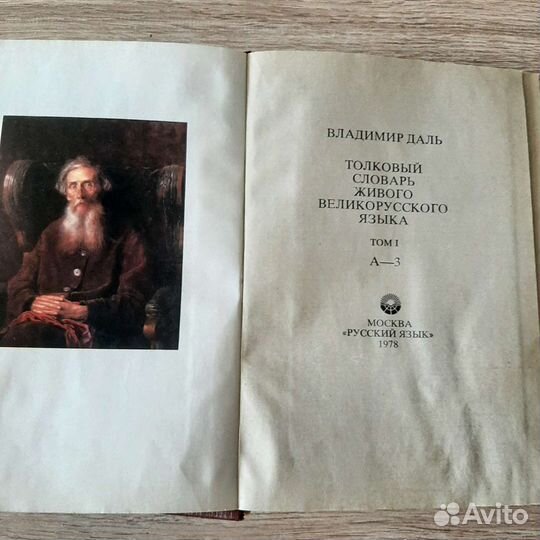 ВЛАДИМИР ДАЛЬ
ТОЛКОВЫЙ
СЛОВАРЬ
ЖИВОГО
ВЕЛИКОРУССКОГО
ЯЗЫКА
ТОМ I
А—З
МОСКВА
«РУССКИЙ ЯЗЫК»
1978
Avito